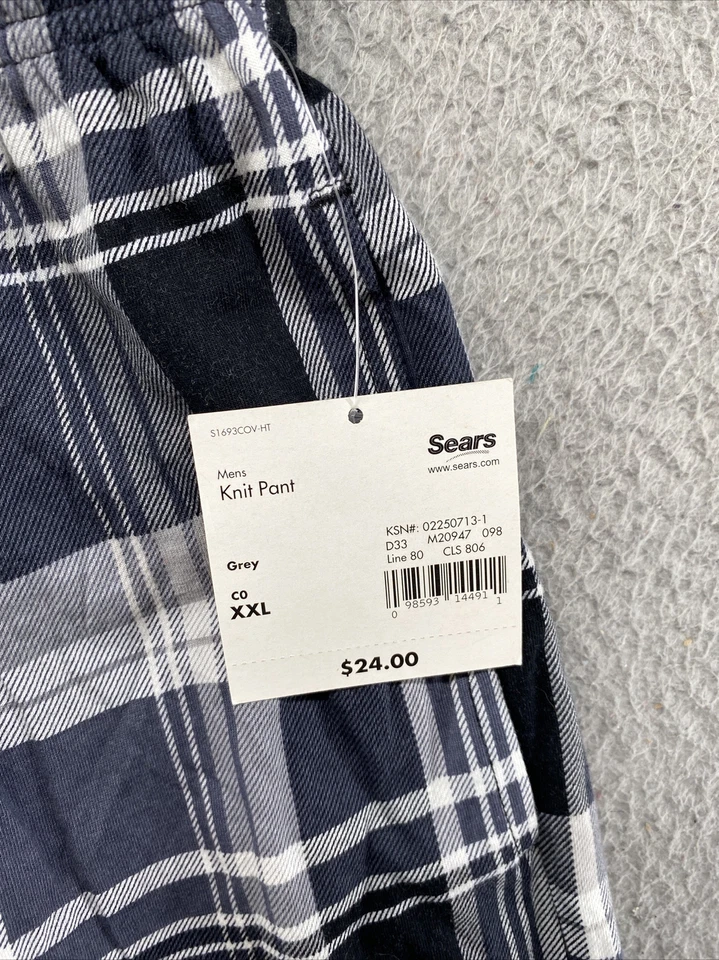 S1693COV-HT
Sears
www.sears.com
Mens
Knit Pant
KSN#: 02250713-1
D33 M20947 098
Line 80 CLS 806
Grey
C0
XXL
0 98593 14491 1
$24.00